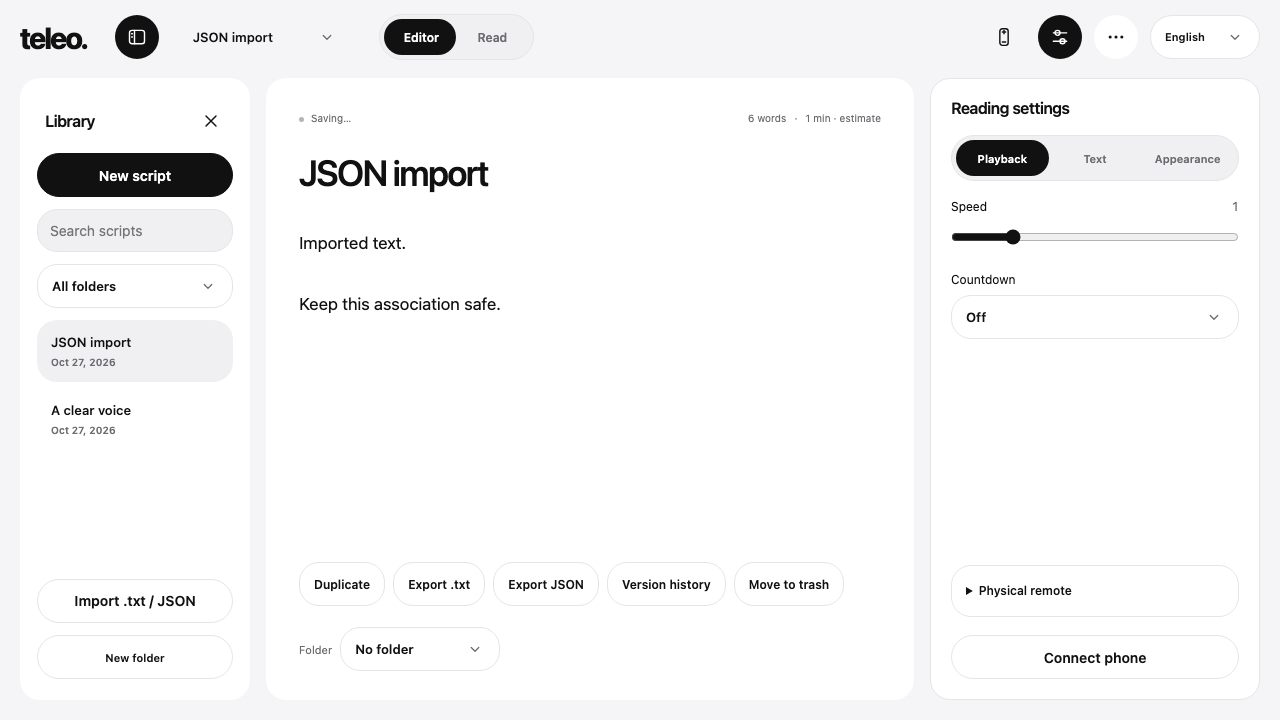 teleo.
JSON import
Editor
Read
English
Library
New script
Search scripts
All folders
JSON import
Oct 27, 2026
A clear voice
Oct 27, 2026
Import .txt / JSON
New folder
Saving...
6 words · 1 min · estimate
JSON import
Imported text.
Keep this association safe.
Duplicate
Export .txt
Export JSON
Version history
Move to trash
Folder
No folder
Reading settings
Playback
Text
Appearance
Speed
1
Countdown
Off
Physical remote
Connect phone